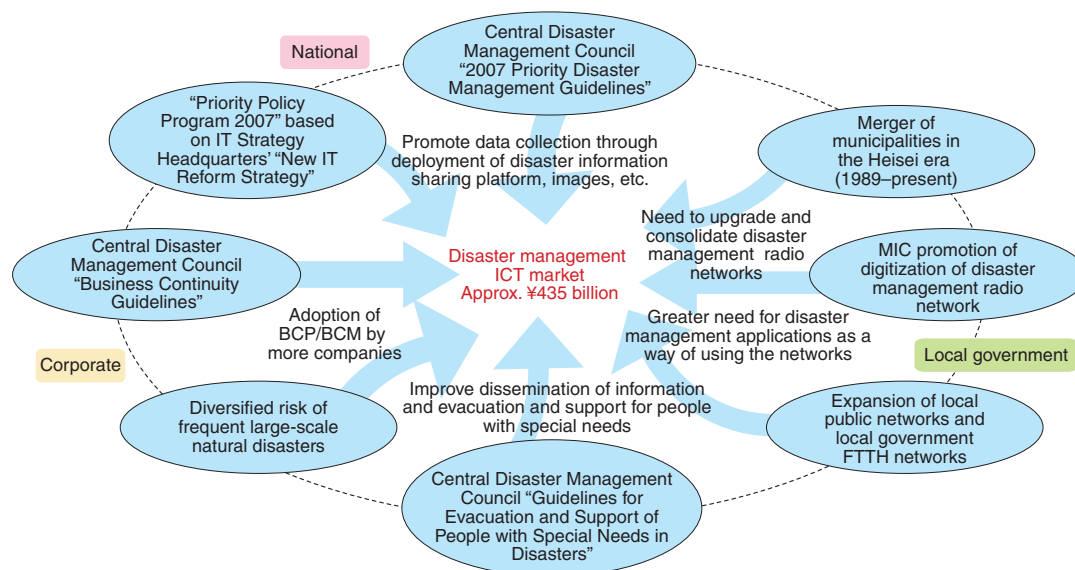 National
Central Disaster
Management Council
“2007 Priority Disaster
Management Guidelines”
“Priority Policy
Program 2007” based
on IT Strategy
Headquarters’ “New IT
Reform Strategy”
Promote data collection through
deployment of disaster information
sharing platform, images, etc.
Merger of
municipalities in
the Heisei era
(1989–present)
Central Disaster
Management Council
“Business Continuity
Guidelines”
Disaster management
ICT market
Approx. ¥435 billion
Need to upgrade and
consolidate disaster
management radio
networks
MIC promotion of
digitization of disaster
management radio
network
Adoption of
BCP/BCM by
more companies
Greater need for disaster
management applications as a
way of using the networks
Corporate
Local government
Diversified risk of
frequent large-scale
natural disasters
Improve dissemination of information
and evacuation and support for people
with special needs
Expansion of local
public networks and
local government
FTTH networks
Central Disaster Management
Council “Guidelines for
Evacuation and Support of
People with Special Needs in
Disasters”